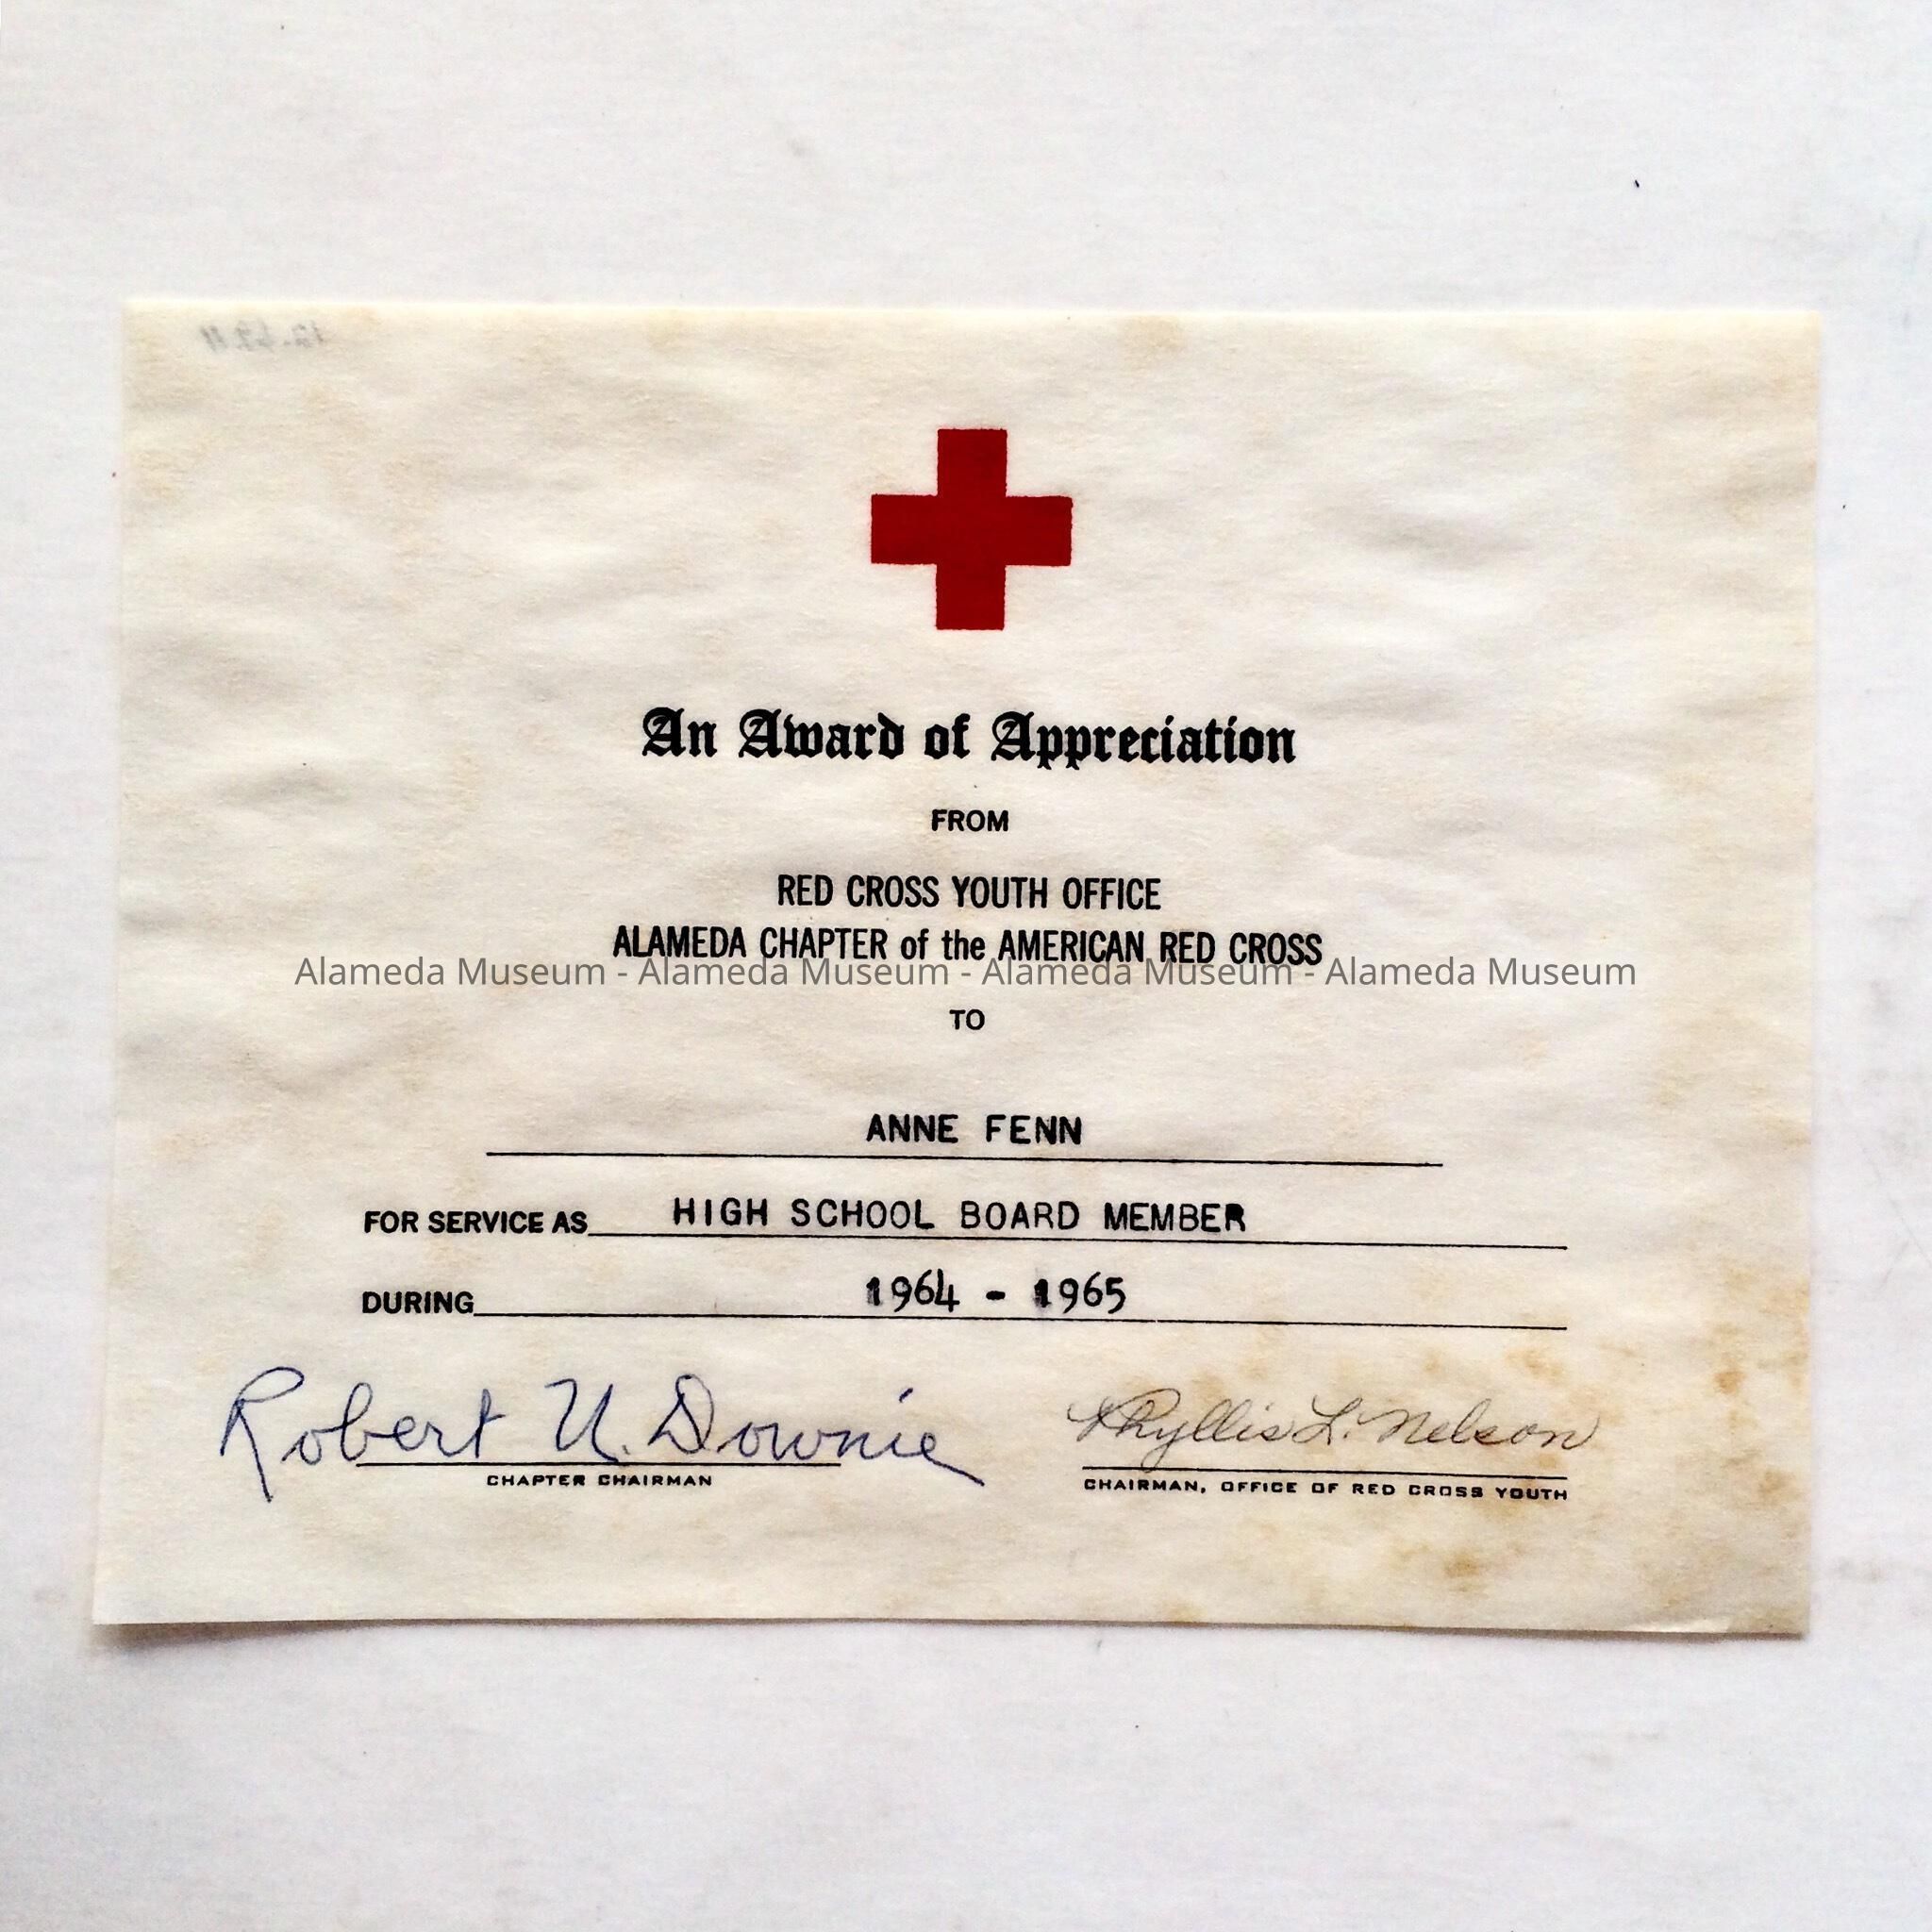 An Award of Appreciation
FROM
RED CROSS YOUTH OFFICE
ALAMEDA CHAPTER of the AMERICAN RED CROSS
Alameda Museum - Alameda Museum - Alameda Museum - Alameda Museum
TO
ANNE FENN
FOR SERVICE AS HIGH SCHOOL BOARD MEMBER
DURING 1964 - 1965
Robert U. Downie Phyllis L. Nelson
CHAPTER CHAIRMAN CHAIRMAN, OFFICE OF RED CROSS YOUTH